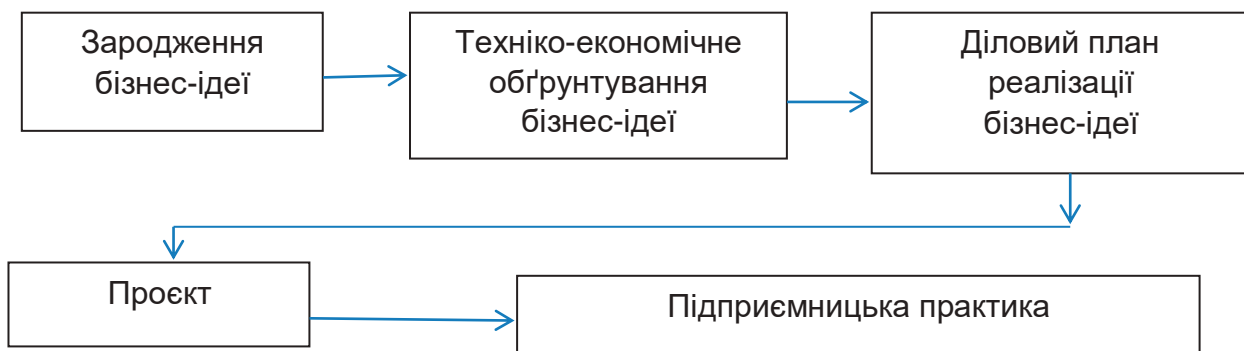 Зародження
бізнес-ідеї
Техніко-економічне
обґрунтування
бізнес-ідеї
Діловий план
реалізації
бізнес-ідеї
Проєкт
Підприємницька практика